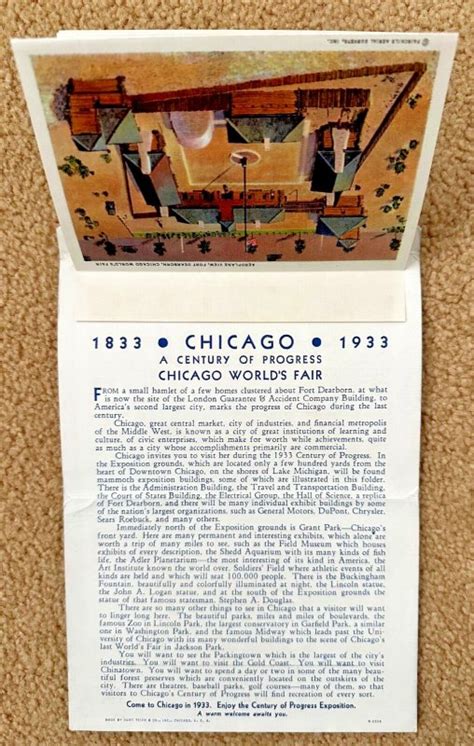 © FAIRCHILD AERIAL SURVEYS, INC.
AEROPLANE VIEW, FORT DEARBORN, CHICAGO WORLD'S FAIR
1833 • CHICAGO • 1933
A CENTURY OF PROGRESS
CHICAGO WORLD'S FAIR
FROM a small hamlet of a few homes clustered about Fort Dearborn, at what
is now the site of the London Guarantee & Accident Company Building, to
America's second largest city, marks the progress of Chicago during the last
century.
Chicago, great central market, city of industries, and financial metropolis
of the Middle West, is known as a city of great institutions of learning and
culture, of civic enterprises, which make for worth while achievements, quite
as much as a city whose accomplishments primarily are commercial.
Chicago invites you to visit her during the 1933 Century of Progress. In
the Exposition grounds, which are located only a few hundred yards from the
heart of Downtown Chicago, on the shores of Lake Michigan, will be found
mammoth exposition buildings, some of which are illustrated in this folder.
There is the Administration Building, the Travel and Transportation Building,
the Court of States Building, the Electrical Group, the Hall of Science, a replica
of Fort Dearborn, and there will be many individual exhibit buildings by some
of the nation's largest organizations, such as General Motors, DuPont, Chrysler,
Sears Roebuck, and many others.
Immediately north of the Exposition grounds is Grant Park—Chicago's
front yard. Here are many permanent and interesting exhibits, which alone are
worth a trip of many miles to see, such as the Field Museum which houses
exhibits of every description, the Shedd Aquarium with its many kinds of fish
life, the Adler Planetarium—the most interesting of its kind in America, the
Art Institute known the world over. Soldiers' Field where athletic events of all
kinds are held and which will seat 100,000 people. There is the Buckingham
Fountain, beautifully and colorfully illuminated at night, the Lincoln statue,
the John A. Logan statue, and at the south of the Exposition grounds the
statue of that famous statesman, Stephen A. Douglas.
There are so many other things to see in Chicago that a visitor will want
to linger long here. The beautiful parks, miles and miles of boulevards, the
famous Zoo in Lincoln Park, the largest conservatory in Garfield Park, a similar
one in Washington Park, and the famous Midway which leads past the Uni-
versity of Chicago with its many wonderful buildings to the scene of Chicago's
last World's Fair in Jackson Park.
You will want to see the Packingtown which is the largest of the city's
industries. You will want to visit the Gold Coast. You will want to visit
Chinatown. You will want to spend a day or two in some of the many beau-
tiful forest preserves which are conveniently located on the outskirts of the
city. There are theatres, baseball parks, golf courses—many of them, so that
visitors to Chicago's Century of Progress will find recreation of every sort.
Come to Chicago in 1933. Enjoy the Century of Progress Exposition.
A warm welcome awaits you.
MADE BY CURT TEICH & CO., INC., CHICAGO, U. S. A.